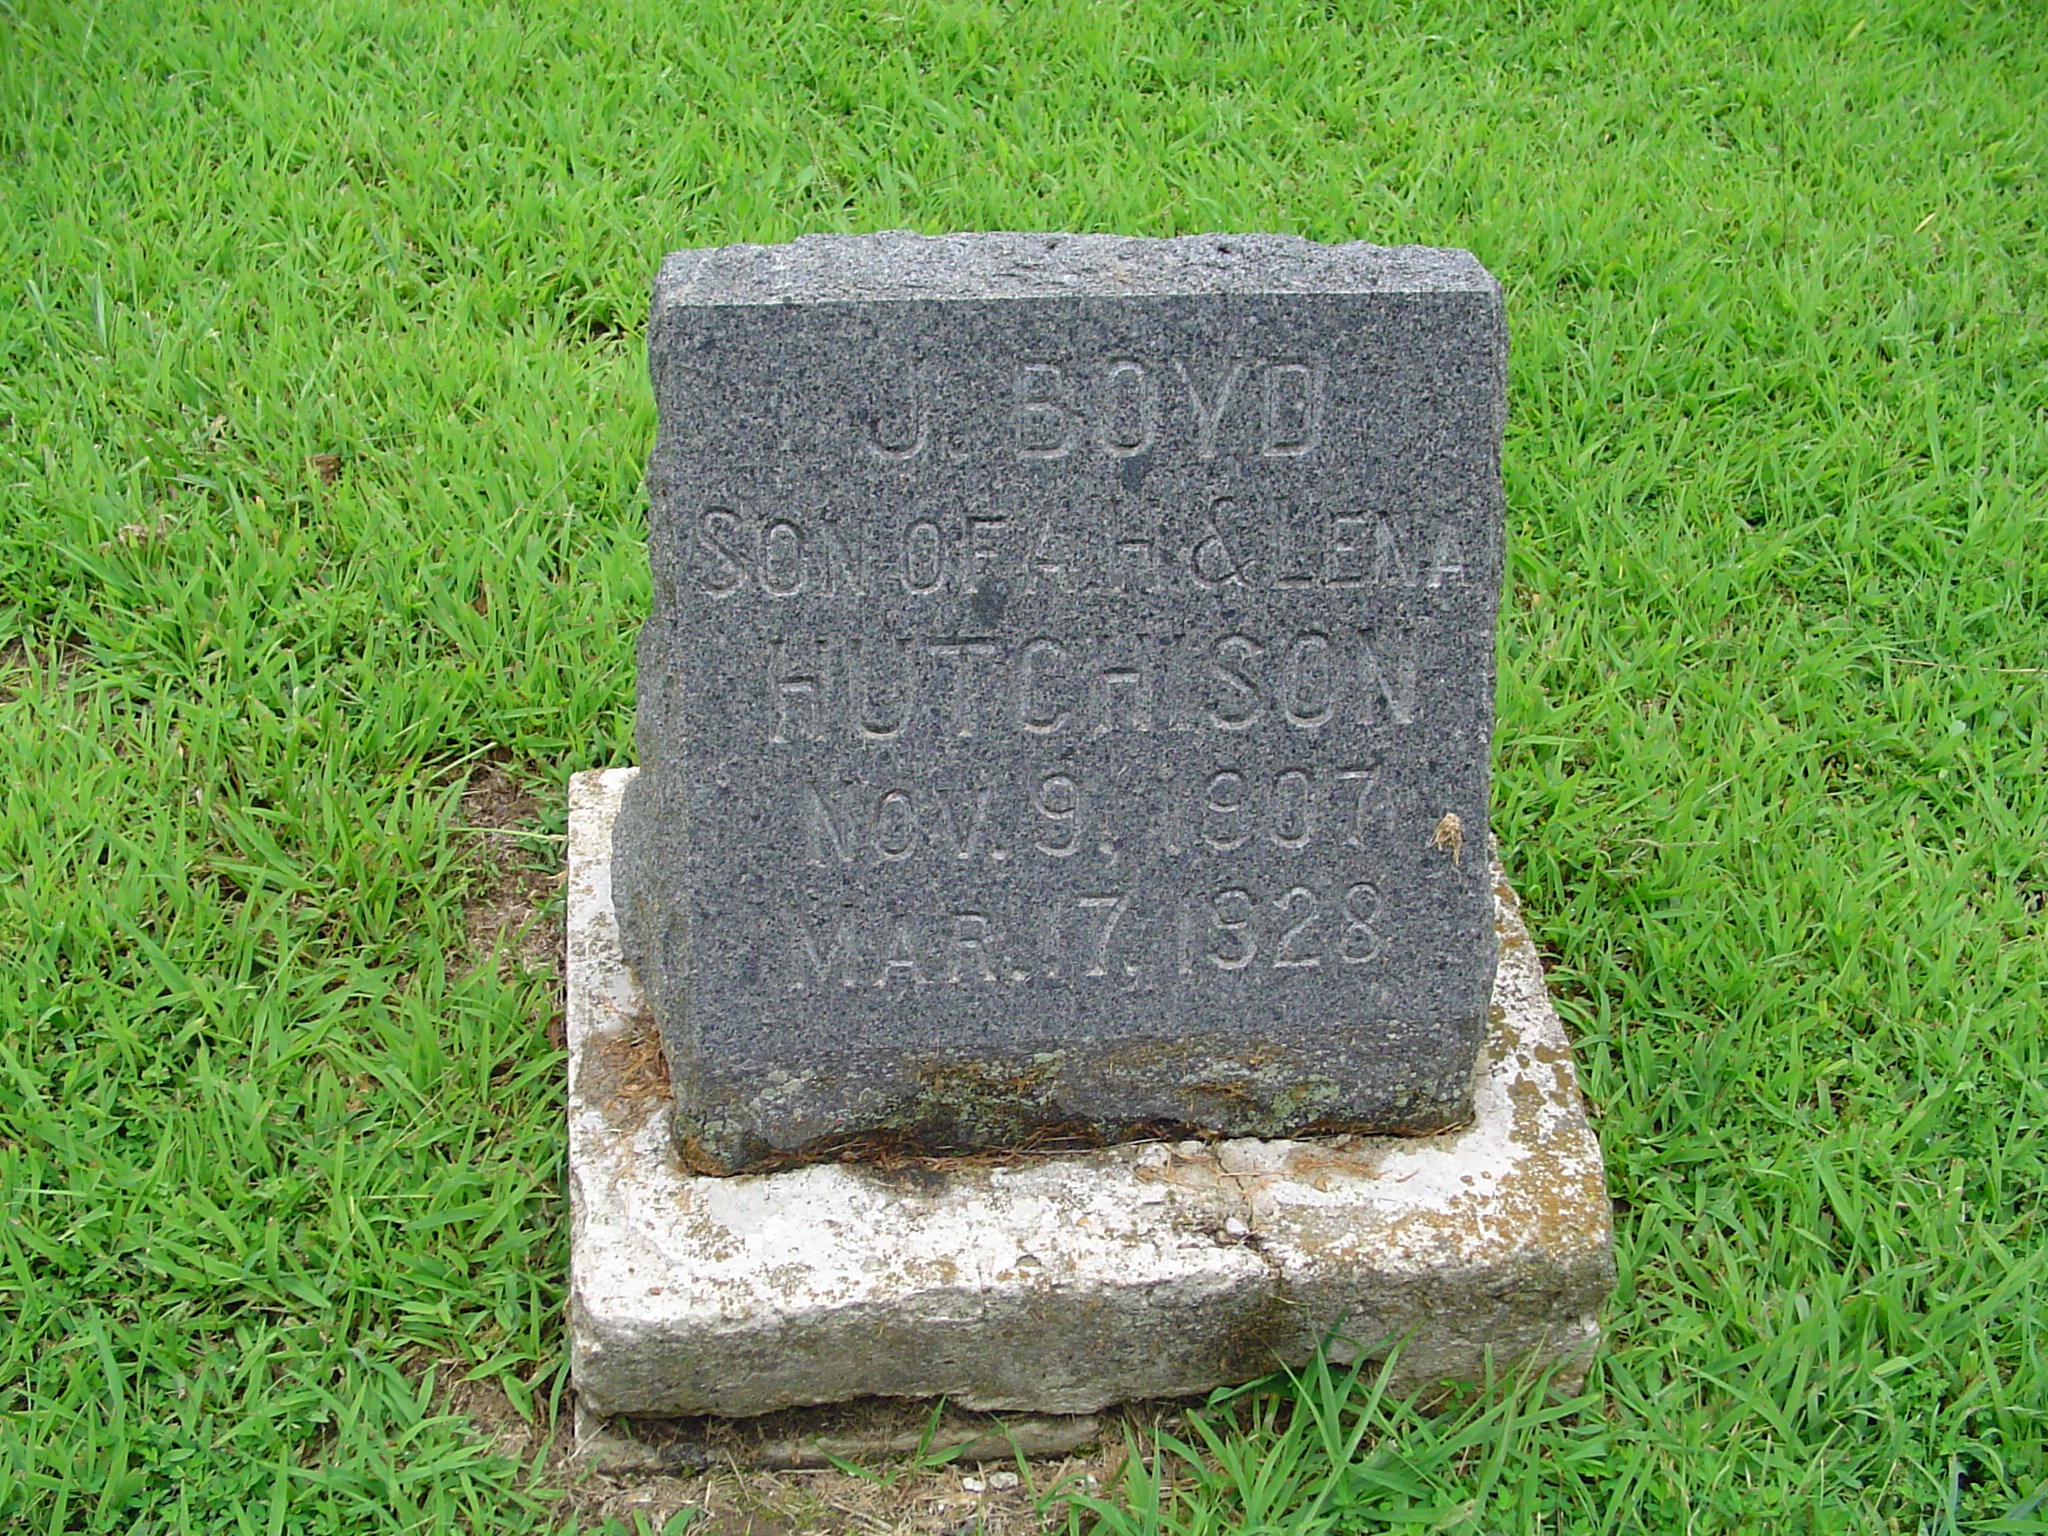 J. BOYD
SON OF A.H. & LENA
HUTCHISON
NOV. 9, 1907
MAR. 17, 1928